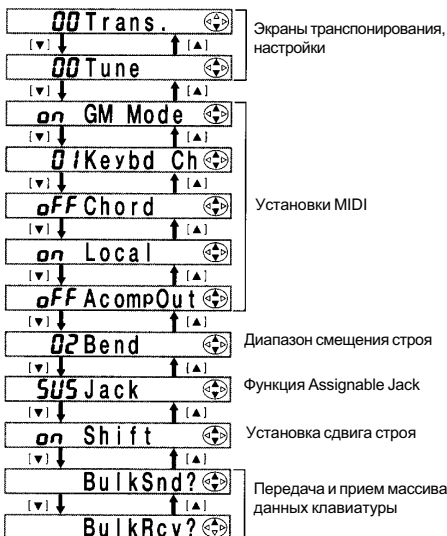 00 Trans.
Экраны транспонирования,
настройки
[▼] [▲]
00 Tune
[▼] [▲]
on GM Mode
[▼] [▲]
01 Keybd Ch
[▼] [▲]
oFF Chord
Установки MIDI
[▼] [▲]
on Local
[▼] [▲]
oFF AcompOut
[▼] [▲]
02 Bend
Диапазон смещения строя
[▼] [▲]
SUS Jack
Функция Assignable Jack
[▼] [▲]
on Shift
Установка сдвига строя
[▼] [▲]
BulkSnd?
Передача и прием массива
данных клавиатуры
[▼] [▲]
BulkRcv?